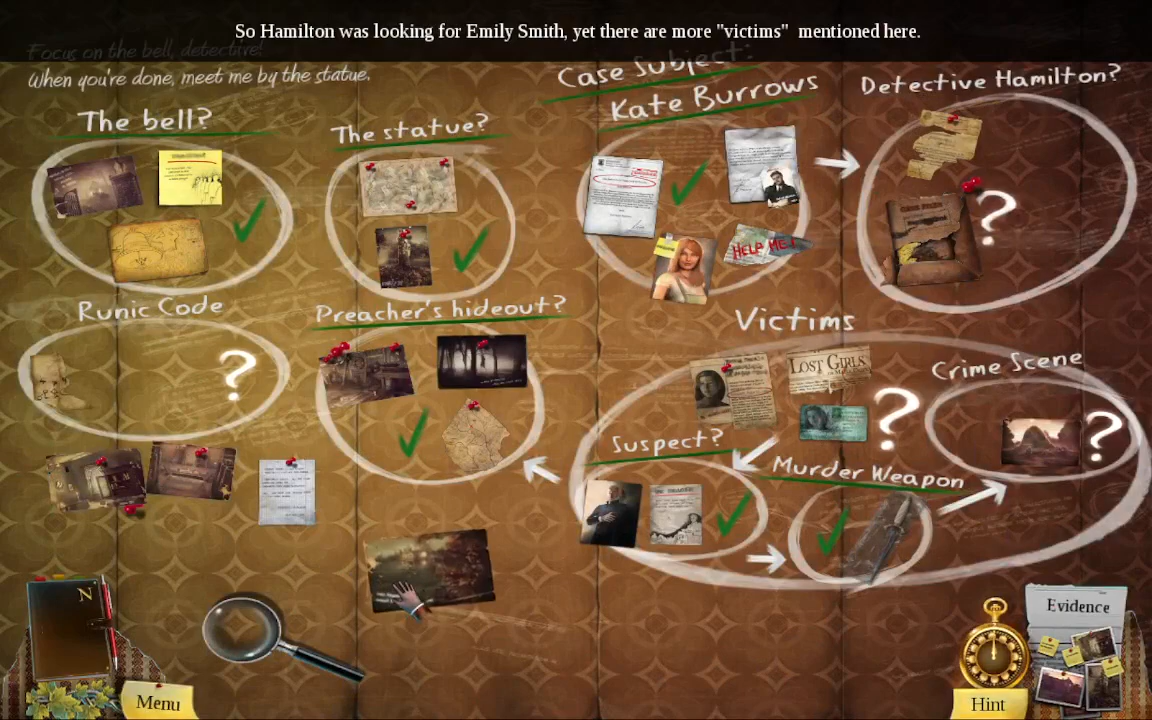 So Hamilton was looking for Emily Smith, yet there are more "victims" mentioned here.
Focus on the bell, detective!
When you're done, meet me by the statue.
Case Subject:
Kate Burrows
Detective Hamilton?
The bell?
The statue?
HELP ME!
Runic Code
Preacher's hideout?
Victims
LOST GIRLS
Crime Scene
Suspect?
Murder Weapon
N
Menu
Evidence
Hint